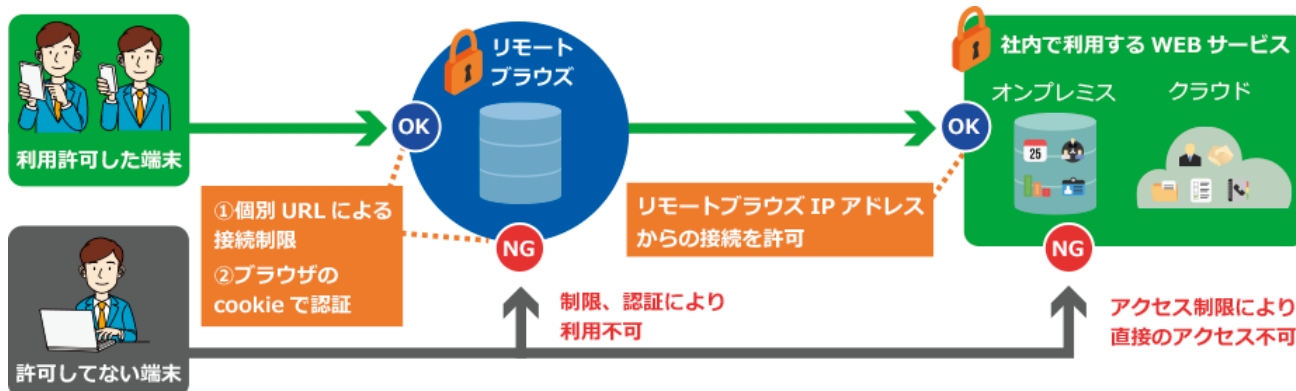 リモート
ブラウズ
社内で利用する WEB サービス
オンプレミス
クラウド
OK
OK
25
利用許可した端末
①個別 URL による
接続制限
②ブラウザの
cookie で認証
リモートブラウズ IP アドレス
からの接続を許可
NG
NG
制限、認証により
利用不可
アクセス制限により
直接のアクセス不可
許可してない端末